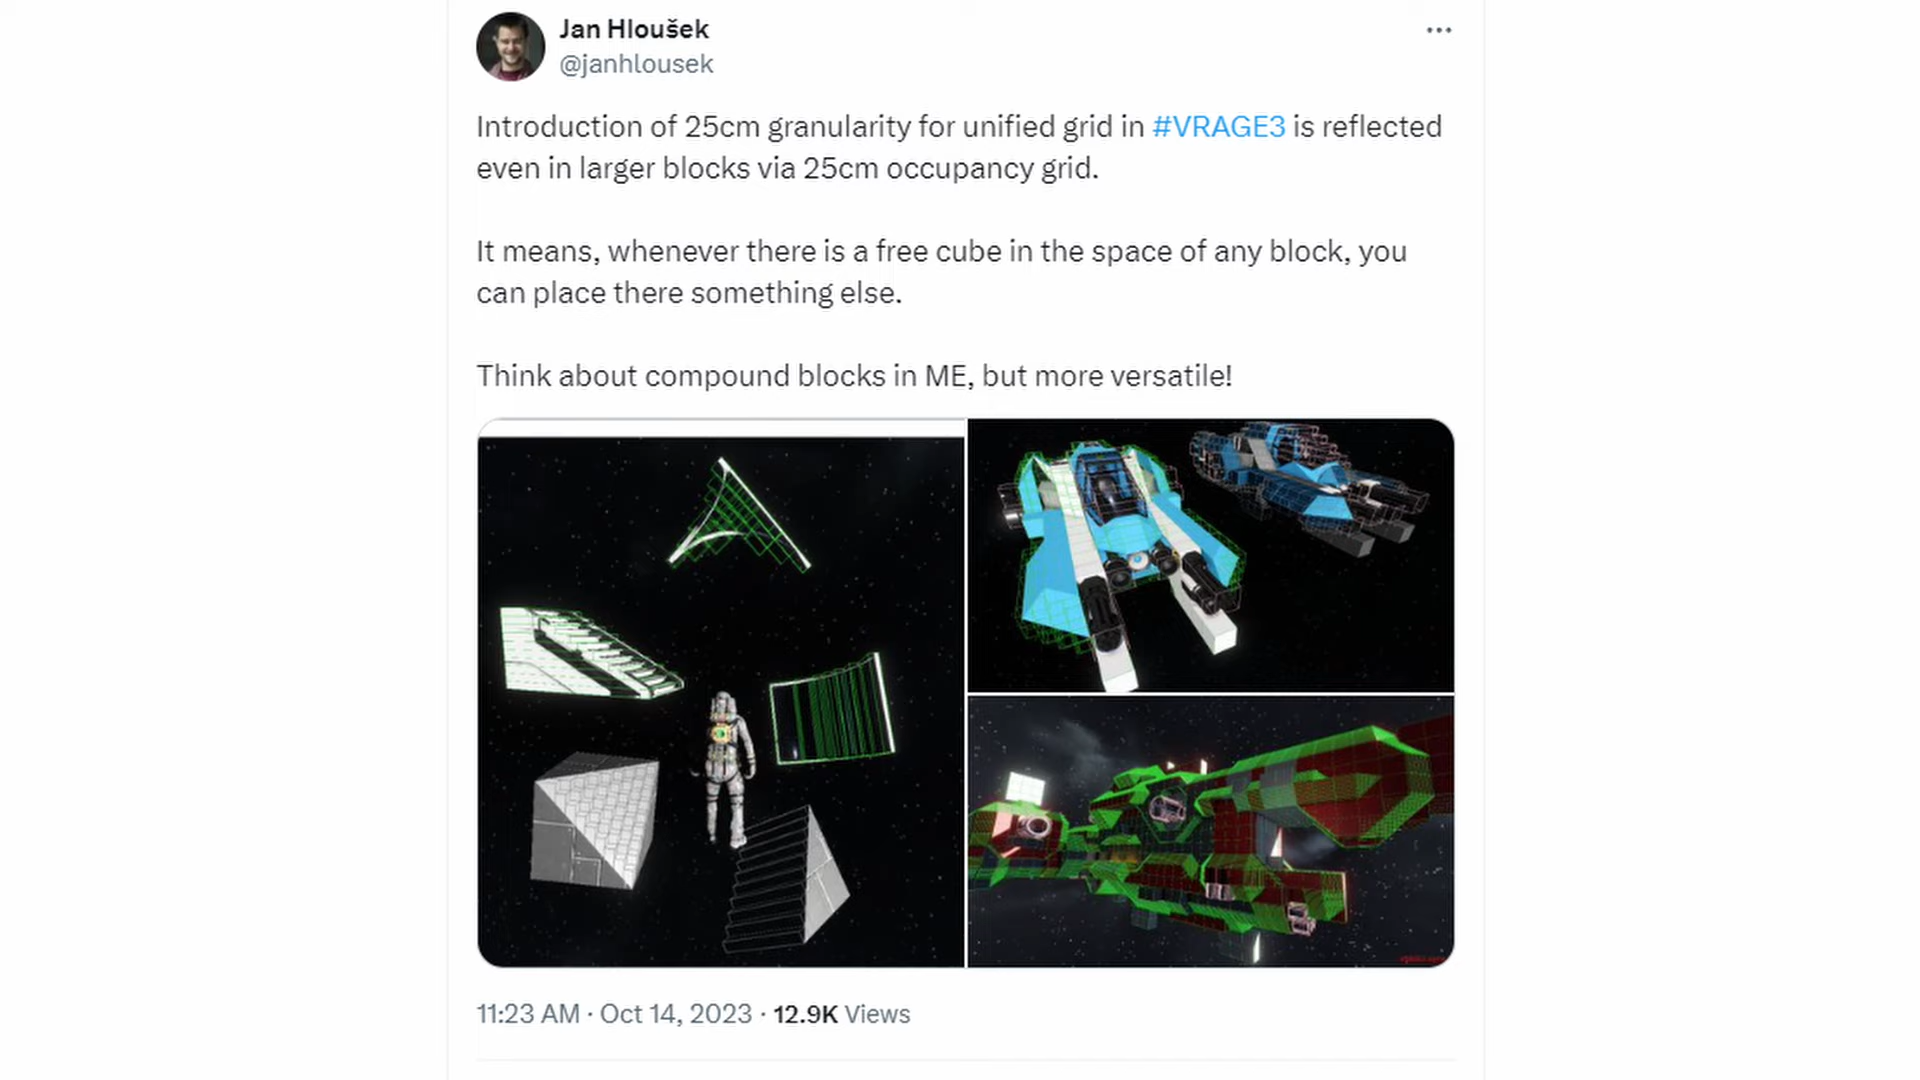 Jan Hloušek
@janhlousek
Introduction of 25cm granularity for unified grid in #VRAGE3 is reflected
even in larger blocks via 25cm occupancy grid.
It means, whenever there is a free cube in the space of any block, you
can place there something else.
Think about compound blocks in ME, but more versatile!
11:23 AM · Oct 14, 2023 · 12.9K Views